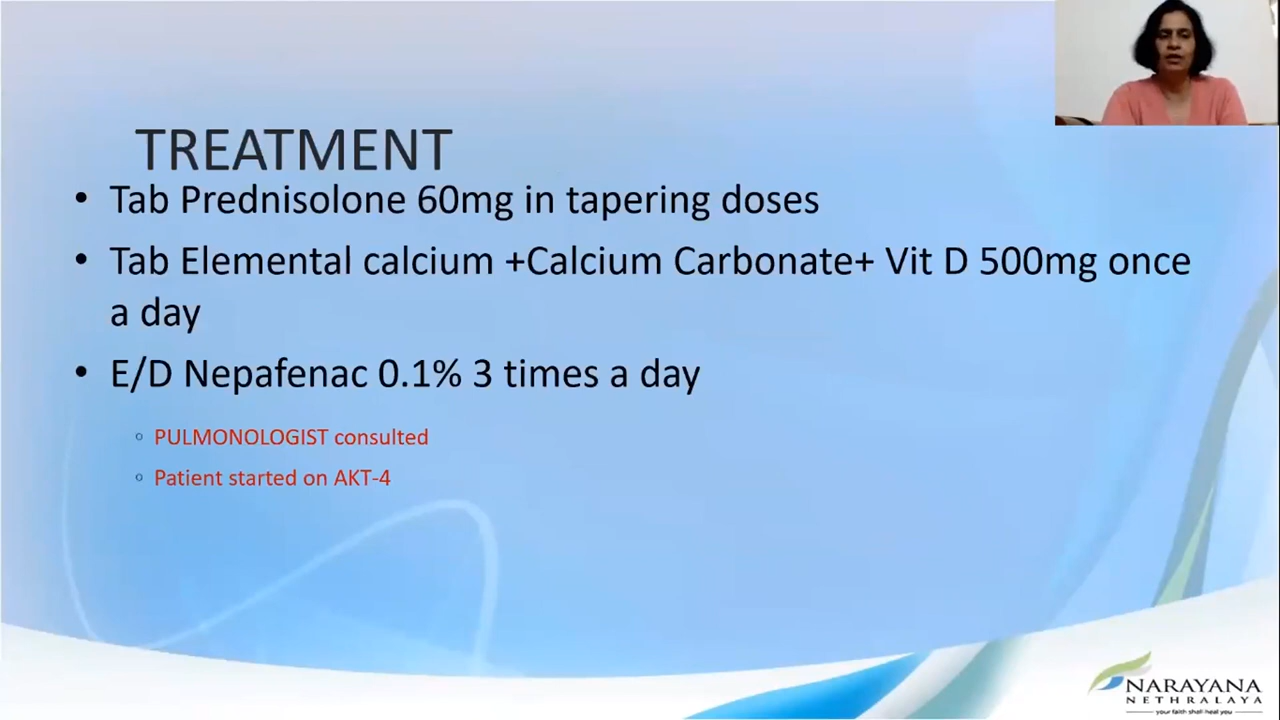 TREATMENT
• Tab Prednisolone 60mg in tapering doses
• Tab Elemental calcium +Calcium Carbonate+ Vit D 500mg once
a day
• E/D Nepafenac 0.1% 3 times a day
◦ PULMONOLOGIST consulted
◦ Patient started on AKT-4
NARAYANA
NETHRALAYA
your faith shall heal you